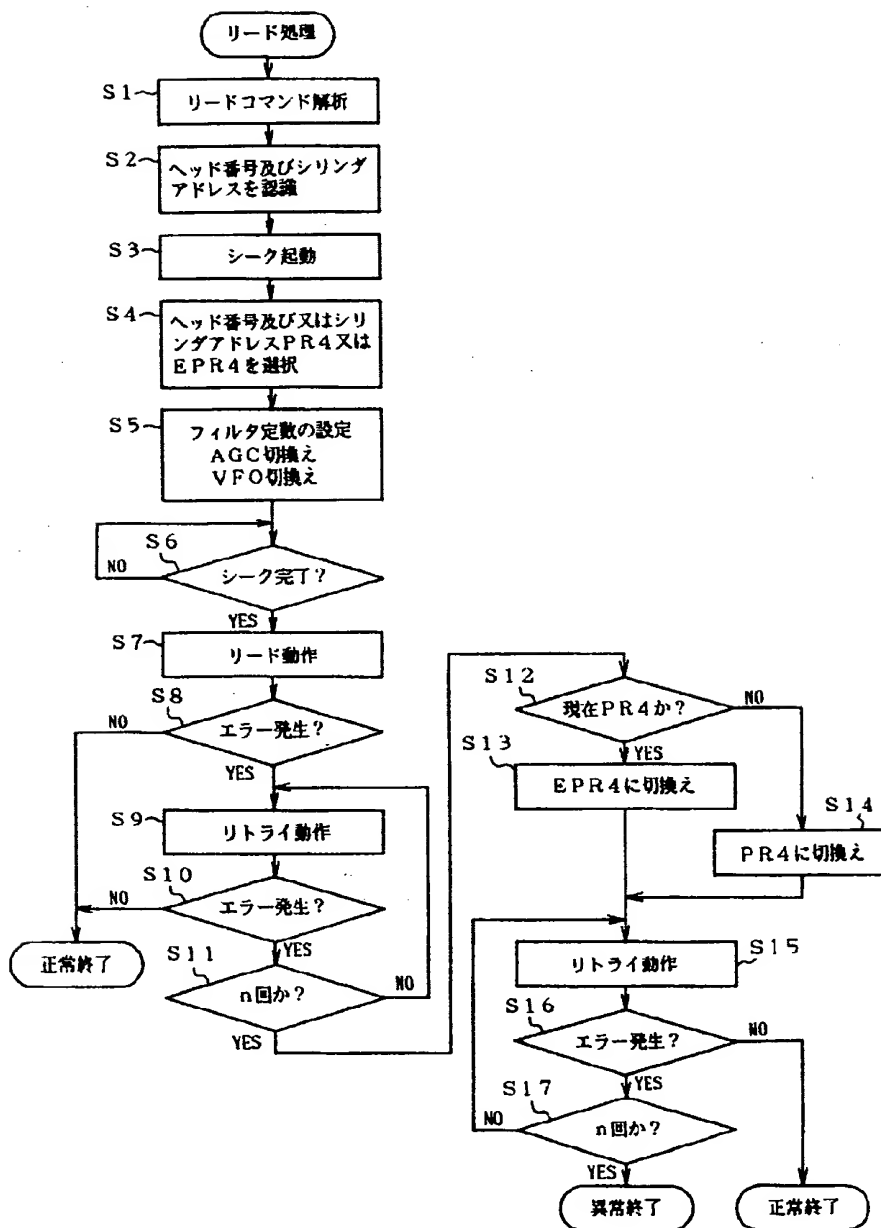 リード処理
S1
リードコマンド解析
S2
ヘッド番号及びシリンダ
アドレスを認識
S3
シーク起動
S4
ヘッド番号及び又はシリ
ンダアドレスPR4又は
EPR4を選択
S5
フィルタ定数の設定
AGC切換え
VFO切換え
S6
シーク完了?
NO
YES
S7
リード動作
S8
エラー発生?
NO
YES
S9
リトライ動作
S10
エラー発生?
NO
YES
正常終了
S11
n回か?
NO
YES
S12
現在PR4か?
NO
YES
S13
EPR4に切換え
S14
PR4に切換え
S15
リトライ動作
S16
エラー発生?
NO
YES
S17
n回か?
NO
YES
異常終了
正常終了